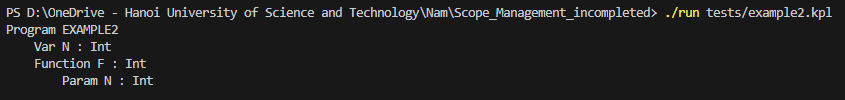 PS D:\OneDrive - Hanoi University of Science and Technology\Nam\Scope_Management_incompleted> ./run tests/example2.kpl
Program EXAMPLE2
    Var N : Int
    Function F : Int
        Param N : Int